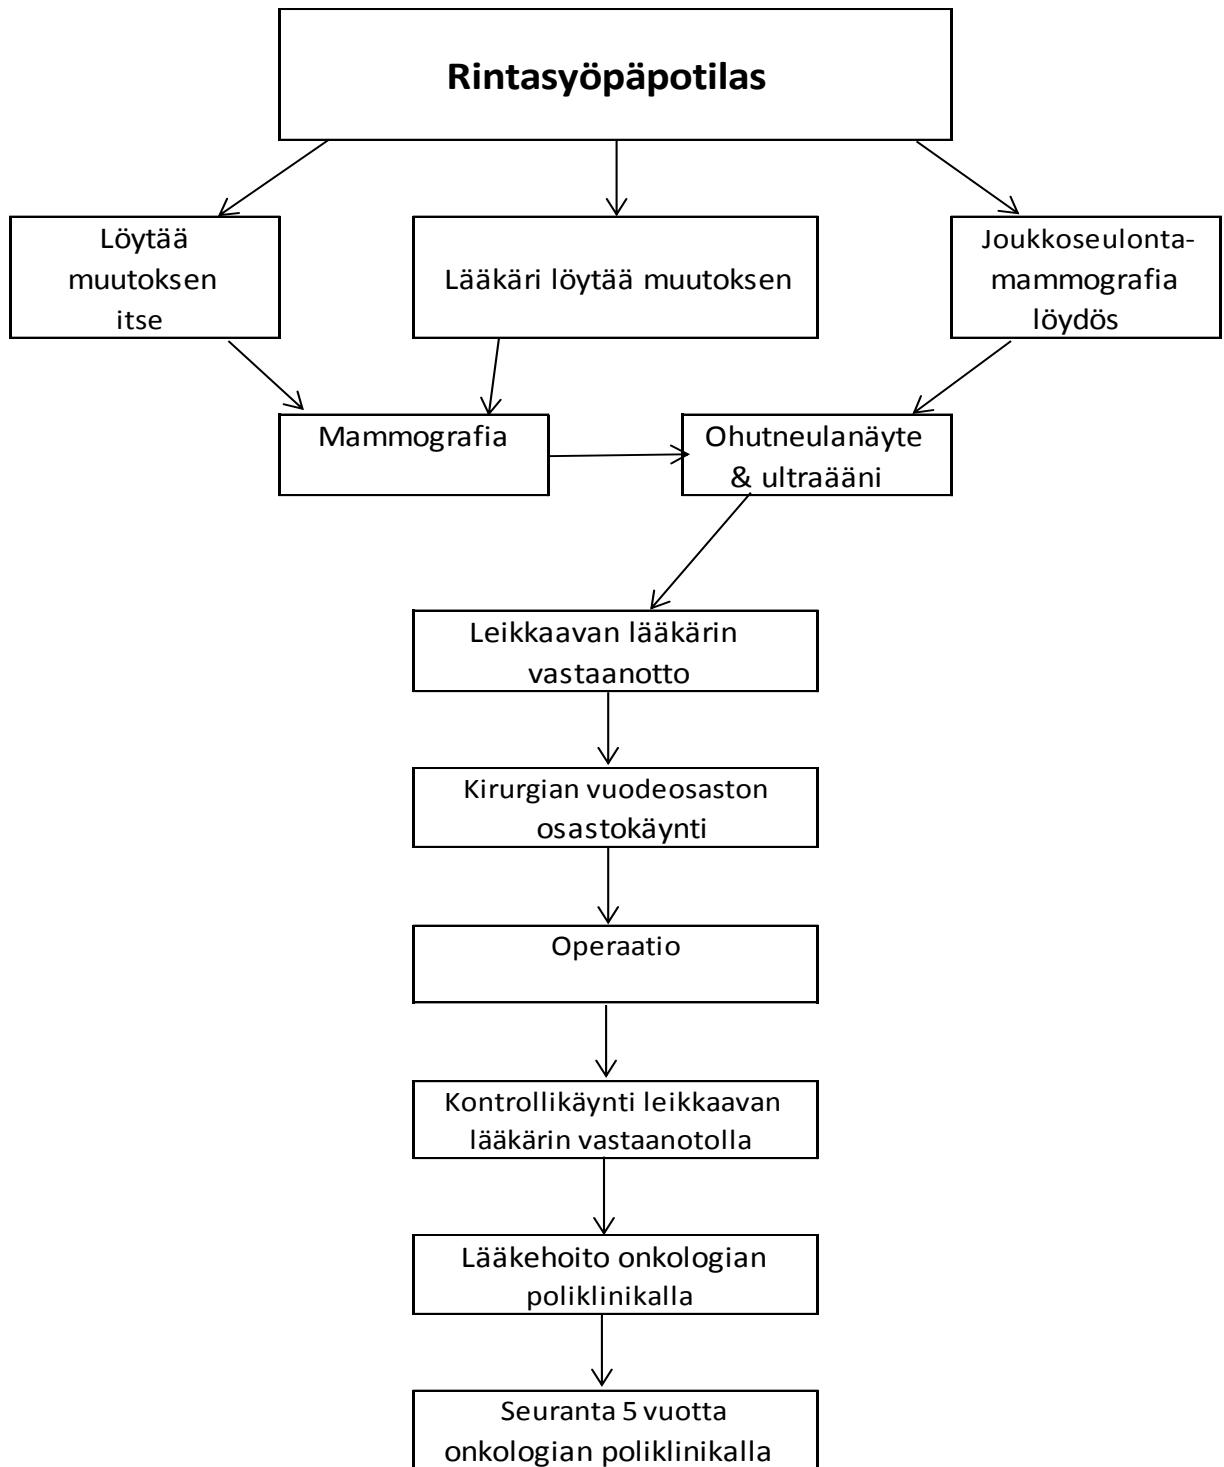 Rintasyöpäpotilas
Löytää
muutoksen
itse
Lääkäri löytää muutoksen
Joukkoseulonta-
mammografia
löydös
Mammografia
Ohutneulanäyte
& ultraääni
Leikkaavan lääkärin
vastaanotto
Kirurgian vuodeosaston
osastokäynti
Operaatio
Kontrollikäynti leikkaavan
lääkärin vastaanotolla
Lääkehoito onkologian
poliklinikalla
Seuranta 5 vuotta
onkologian poliklinikalla